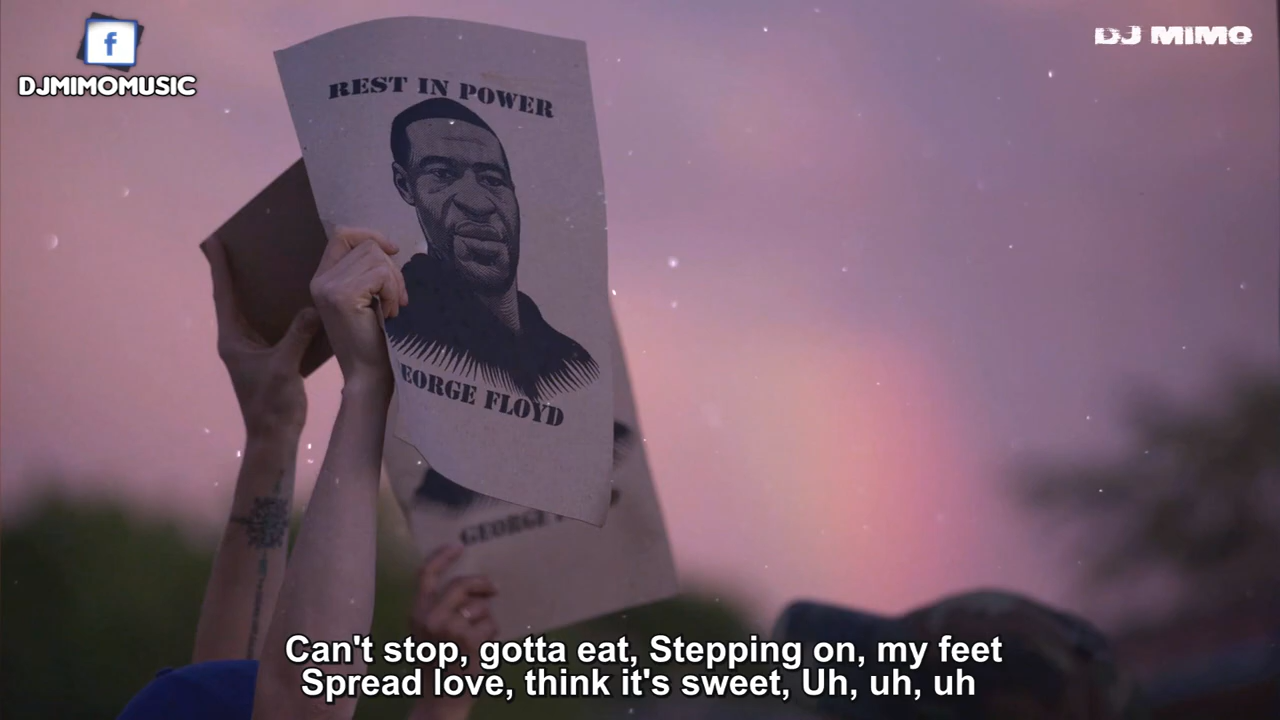 f
DJMIMOMUSIC
DJ MIMO
REST IN POWER
EORGE FLOYD
GEORGE
Can't stop, gotta eat, Stepping on, my feet
Spread love, think it's sweet, Uh, uh, uh